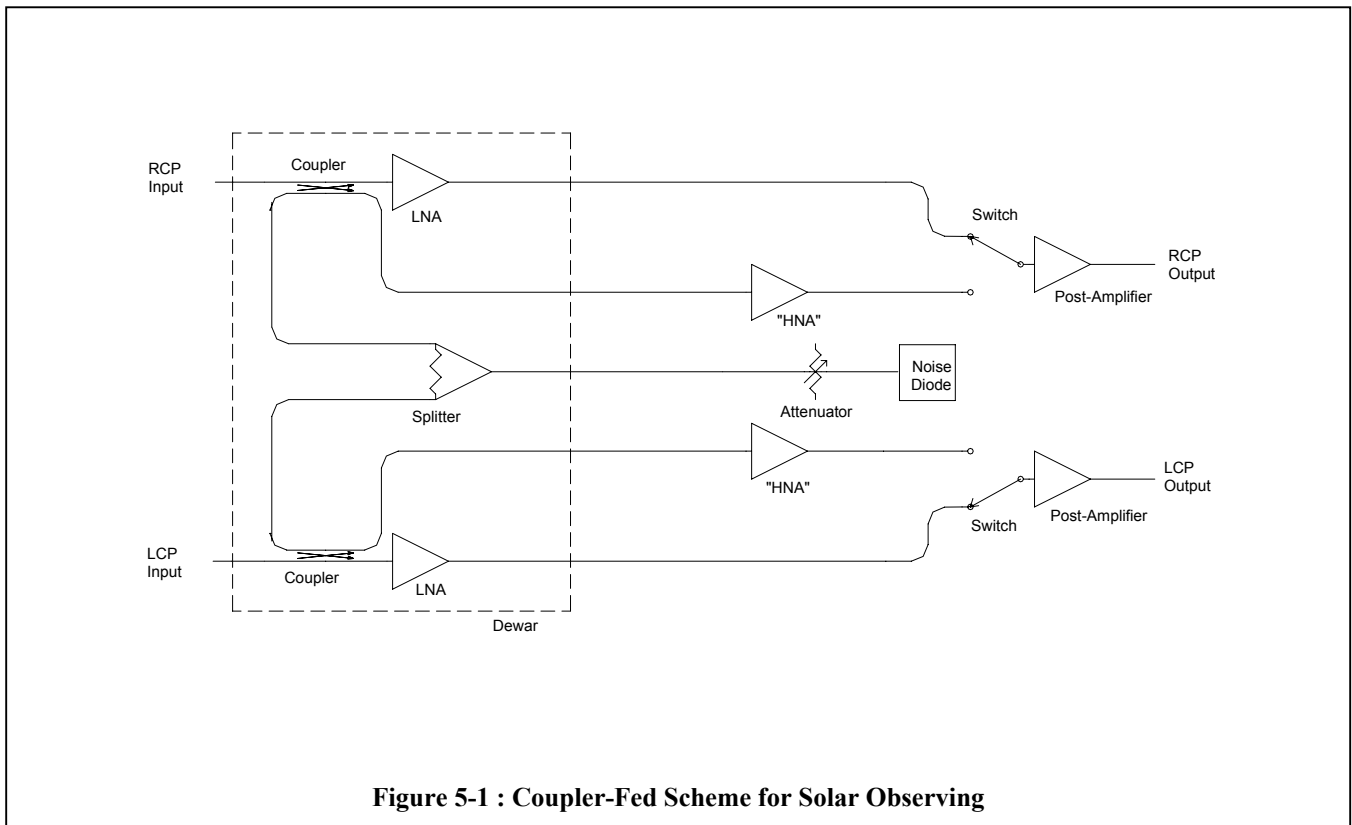 RCP
Input
Coupler
LNA
Switch
RCP
Output
Post-Amplifier
"HNA"
Noise
Diode
Attenuator
Splitter
"HNA"
LCP
Output
Post-Amplifier
Switch
LCP
Input
Coupler
LNA
Dewar
Figure 5-1 : Coupler-Fed Scheme for Solar Observing